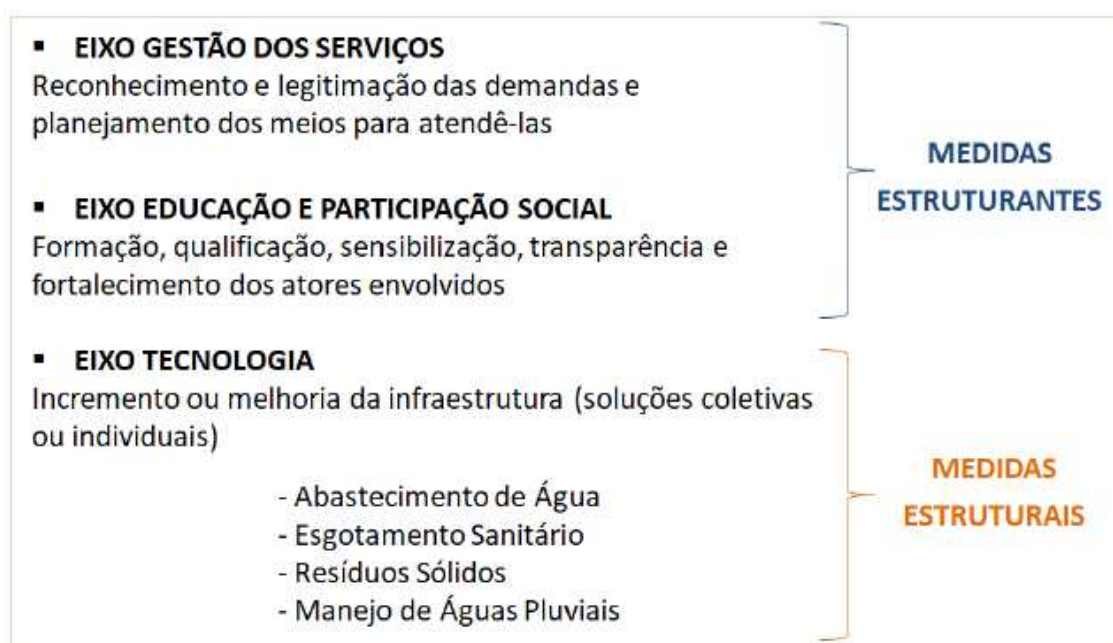 ▪ EIXO GESTÃO DOS SERVIÇOS
Reconhecimento e legitimação das demandas e
planejamento dos meios para atendê-las
MEDIDAS
ESTRUTURANTES
▪ EIXO EDUCAÇÃO E PARTICIPAÇÃO SOCIAL
Formação, qualificação, sensibilização, transparência e
fortalecimento dos atores envolvidos
▪ EIXO TECNOLOGIA
Incremento ou melhoria da infraestrutura (soluções coletivas
ou individuais)
- Abastecimento de Água
- Esgotamento Sanitário
- Resíduos Sólidos
- Manejo de Águas Pluviais
MEDIDAS
ESTRUTURAIS